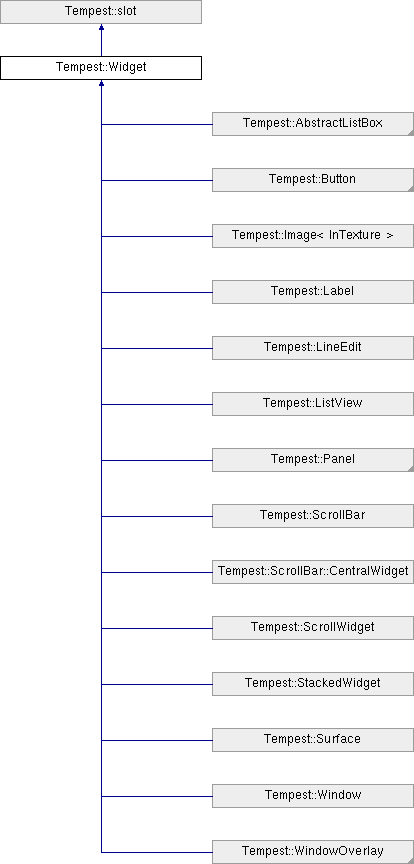 Tempest::slot
Tempest::Widget
Tempest::AbstractListBox
Tempest::Button
Tempest::Image< InTexture >
Tempest::Label
Tempest::LineEdit
Tempest::ListView
Tempest::Panel
Tempest::ScrollBar
Tempest::ScrollBar::CentralWidget
Tempest::ScrollWidget
Tempest::StackedWidget
Tempest::Surface
Tempest::Window
Tempest::WindowOverlay